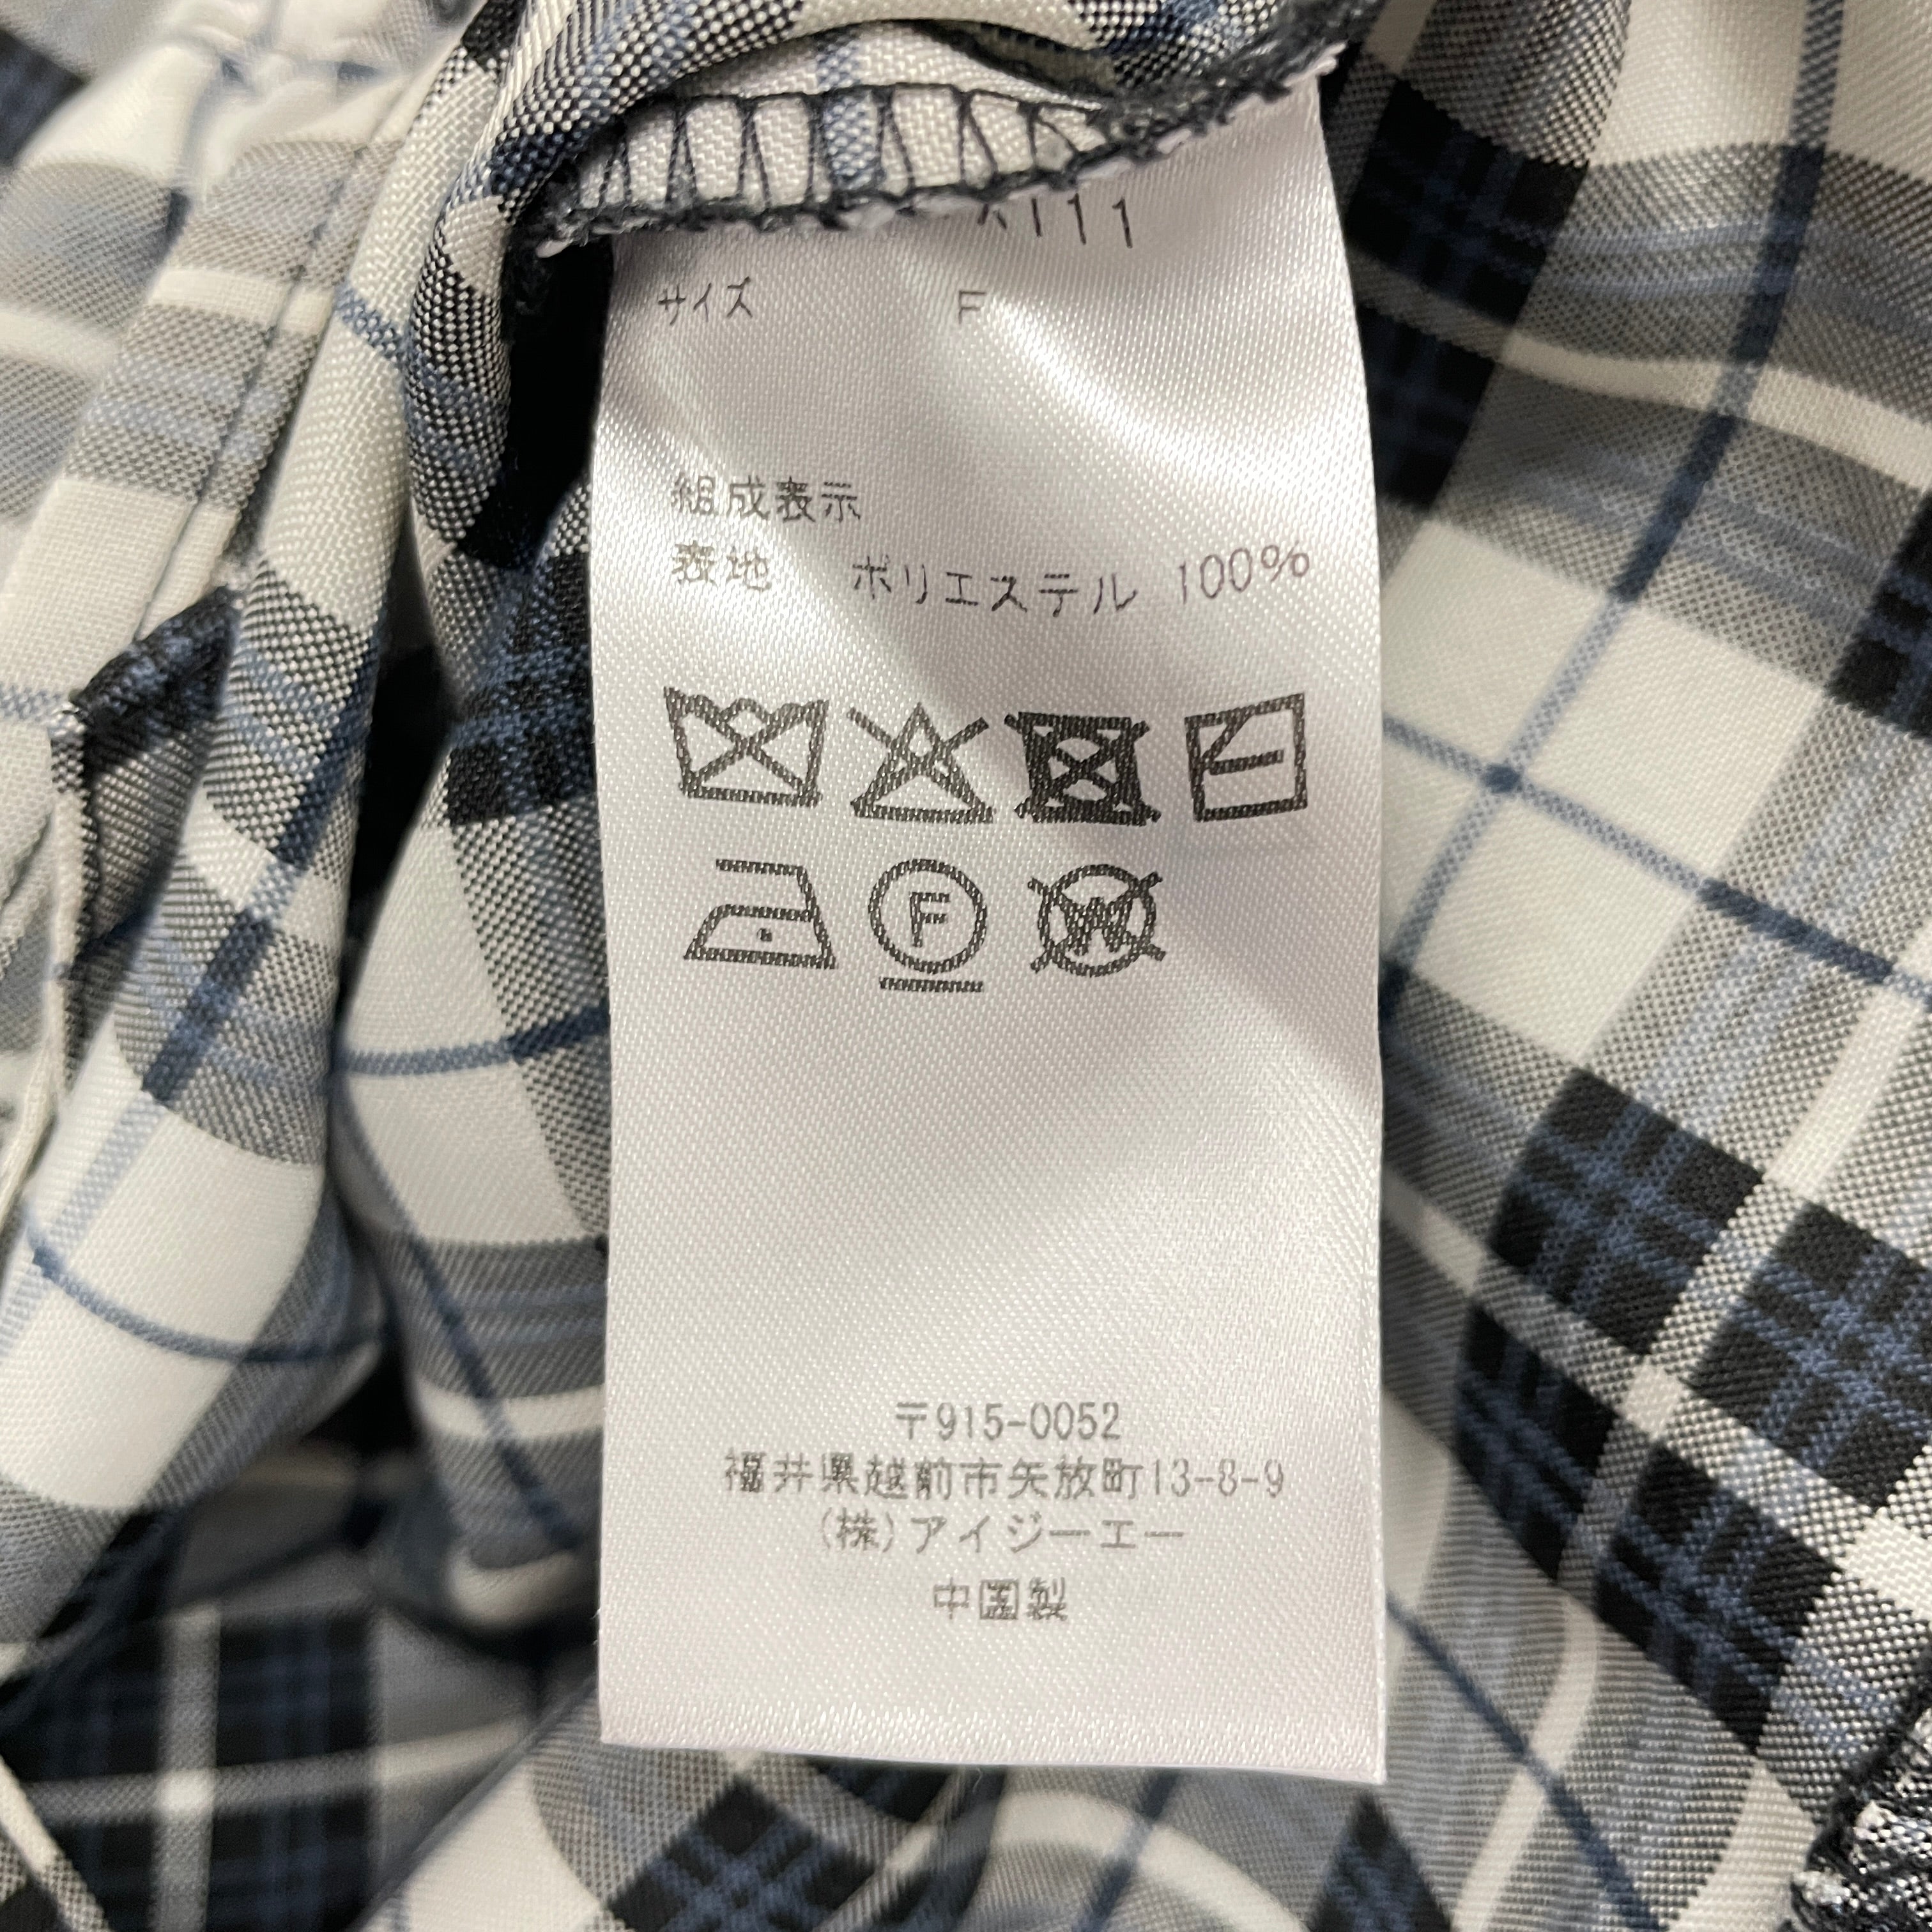 サイズ F
組成表示
表地 ポリエステル 100%
F
W
〒915-0052
福井県越前市矢放町13-8-9
(株)アイジーエー
中国製